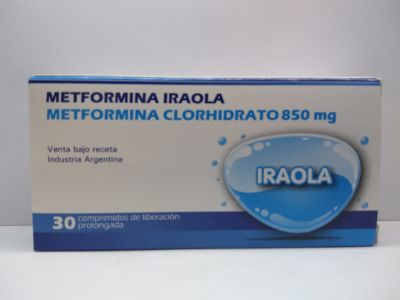 METFORMINA IRAOLA
METFORMINA CLORHIDRATO 850 mg
Venta bajo receta
Industria Argentina
IRAOLA
30 comprimidos de liberación
prolongada